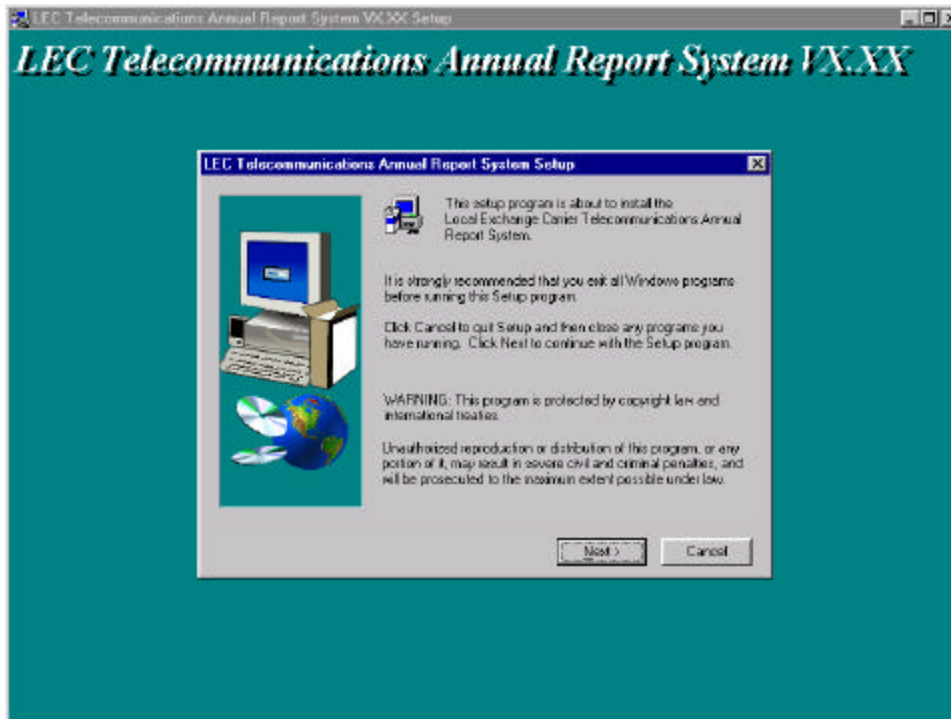 LEC Telecommunications Annual Report System VX.XX Setup
LEC Telecommunications Annual Report System VX.XX
LEC Telecommunications Annual Report System Setup
This setup program is about to install the
Local Exchange Carrier Telecommunications Annual
Report System.
It is strongly recommended that you exit all Windows programs
before running this Setup program.
Click Cancel to quit Setup and then close any programs you
have running. Click Next to continue with the Setup program.
WARNING: This program is protected by copyright law and
international treaties.
Unauthorized reproduction or distribution of this program, or any
portion of it, may result in severe civil and criminal penalties, and
will be prosecuted to the maximum extent possible under law.
Next >
Cancel